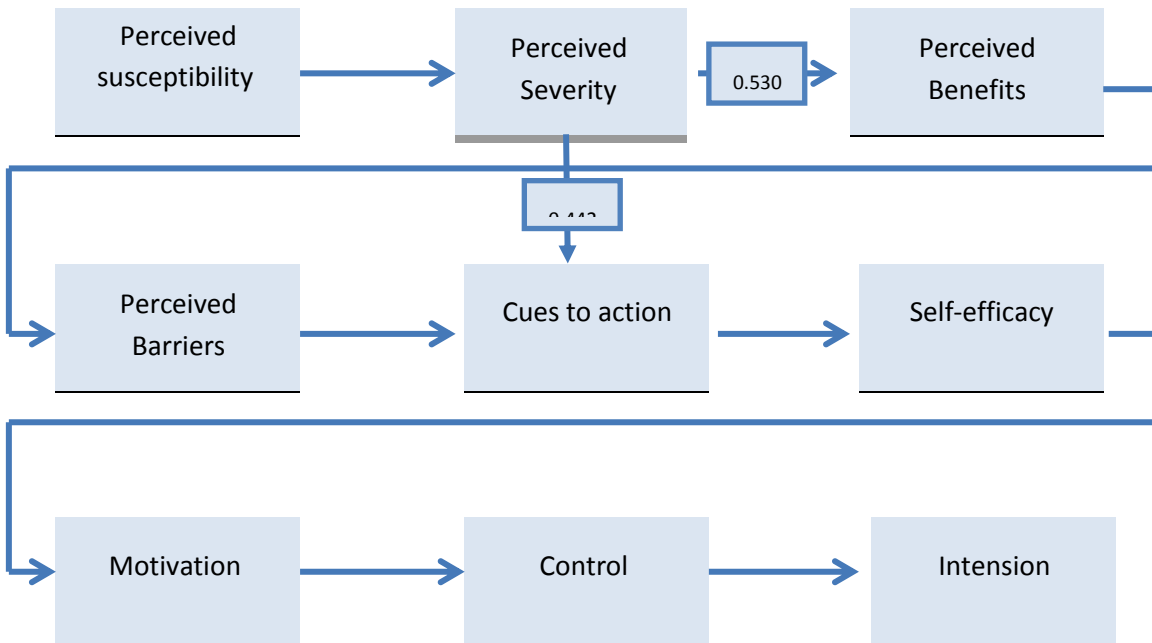 Perceived
susceptibility
Perceived
Severity
0.530
Perceived
Benefits
Perceived
Barriers
Cues to action
Self-efficacy
Motivation
Control
Intension